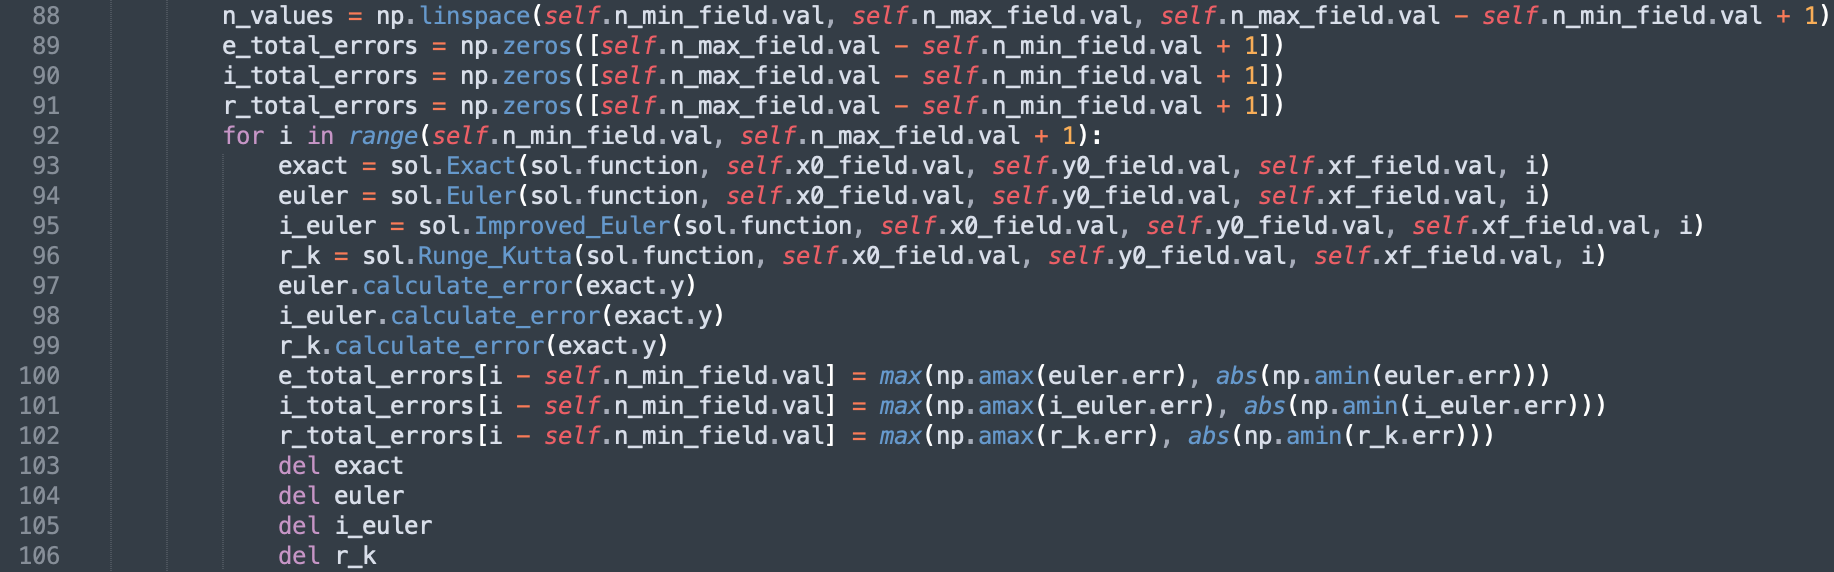 88 n_values = np.linspace(self.n_min_field.val, self.n_max_field.val, self.n_max_field.val - self.n_min_field.val + 1)
89 e_total_errors = np.zeros([self.n_max_field.val - self.n_min_field.val + 1])
90 i_total_errors = np.zeros([self.n_max_field.val - self.n_min_field.val + 1])
91 r_total_errors = np.zeros([self.n_max_field.val - self.n_min_field.val + 1])
92 for i in range(self.n_min_field.val, self.n_max_field.val + 1):
93 exact = sol.Exact(sol.function, self.x0_field.val, self.y0_field.val, self.xf_field.val, i)
94 euler = sol.Euler(sol.function, self.x0_field.val, self.y0_field.val, self.xf_field.val, i)
95 i_euler = sol.Improved_Euler(sol.function, self.x0_field.val, self.y0_field.val, self.xf_field.val, i)
96 r_k = sol.Runge_Kutta(sol.function, self.x0_field.val, self.y0_field.val, self.xf_field.val, i)
97 euler.calculate_error(exact.y)
98 i_euler.calculate_error(exact.y)
99 r_k.calculate_error(exact.y)
100 e_total_errors[i - self.n_min_field.val] = max(np.amax(euler.err), abs(np.amin(euler.err)))
101 i_total_errors[i - self.n_min_field.val] = max(np.amax(i_euler.err), abs(np.amin(i_euler.err)))
102 r_total_errors[i - self.n_min_field.val] = max(np.amax(r_k.err), abs(np.amin(r_k.err)))
103 del exact
104 del euler
105 del i_euler
106 del r_k